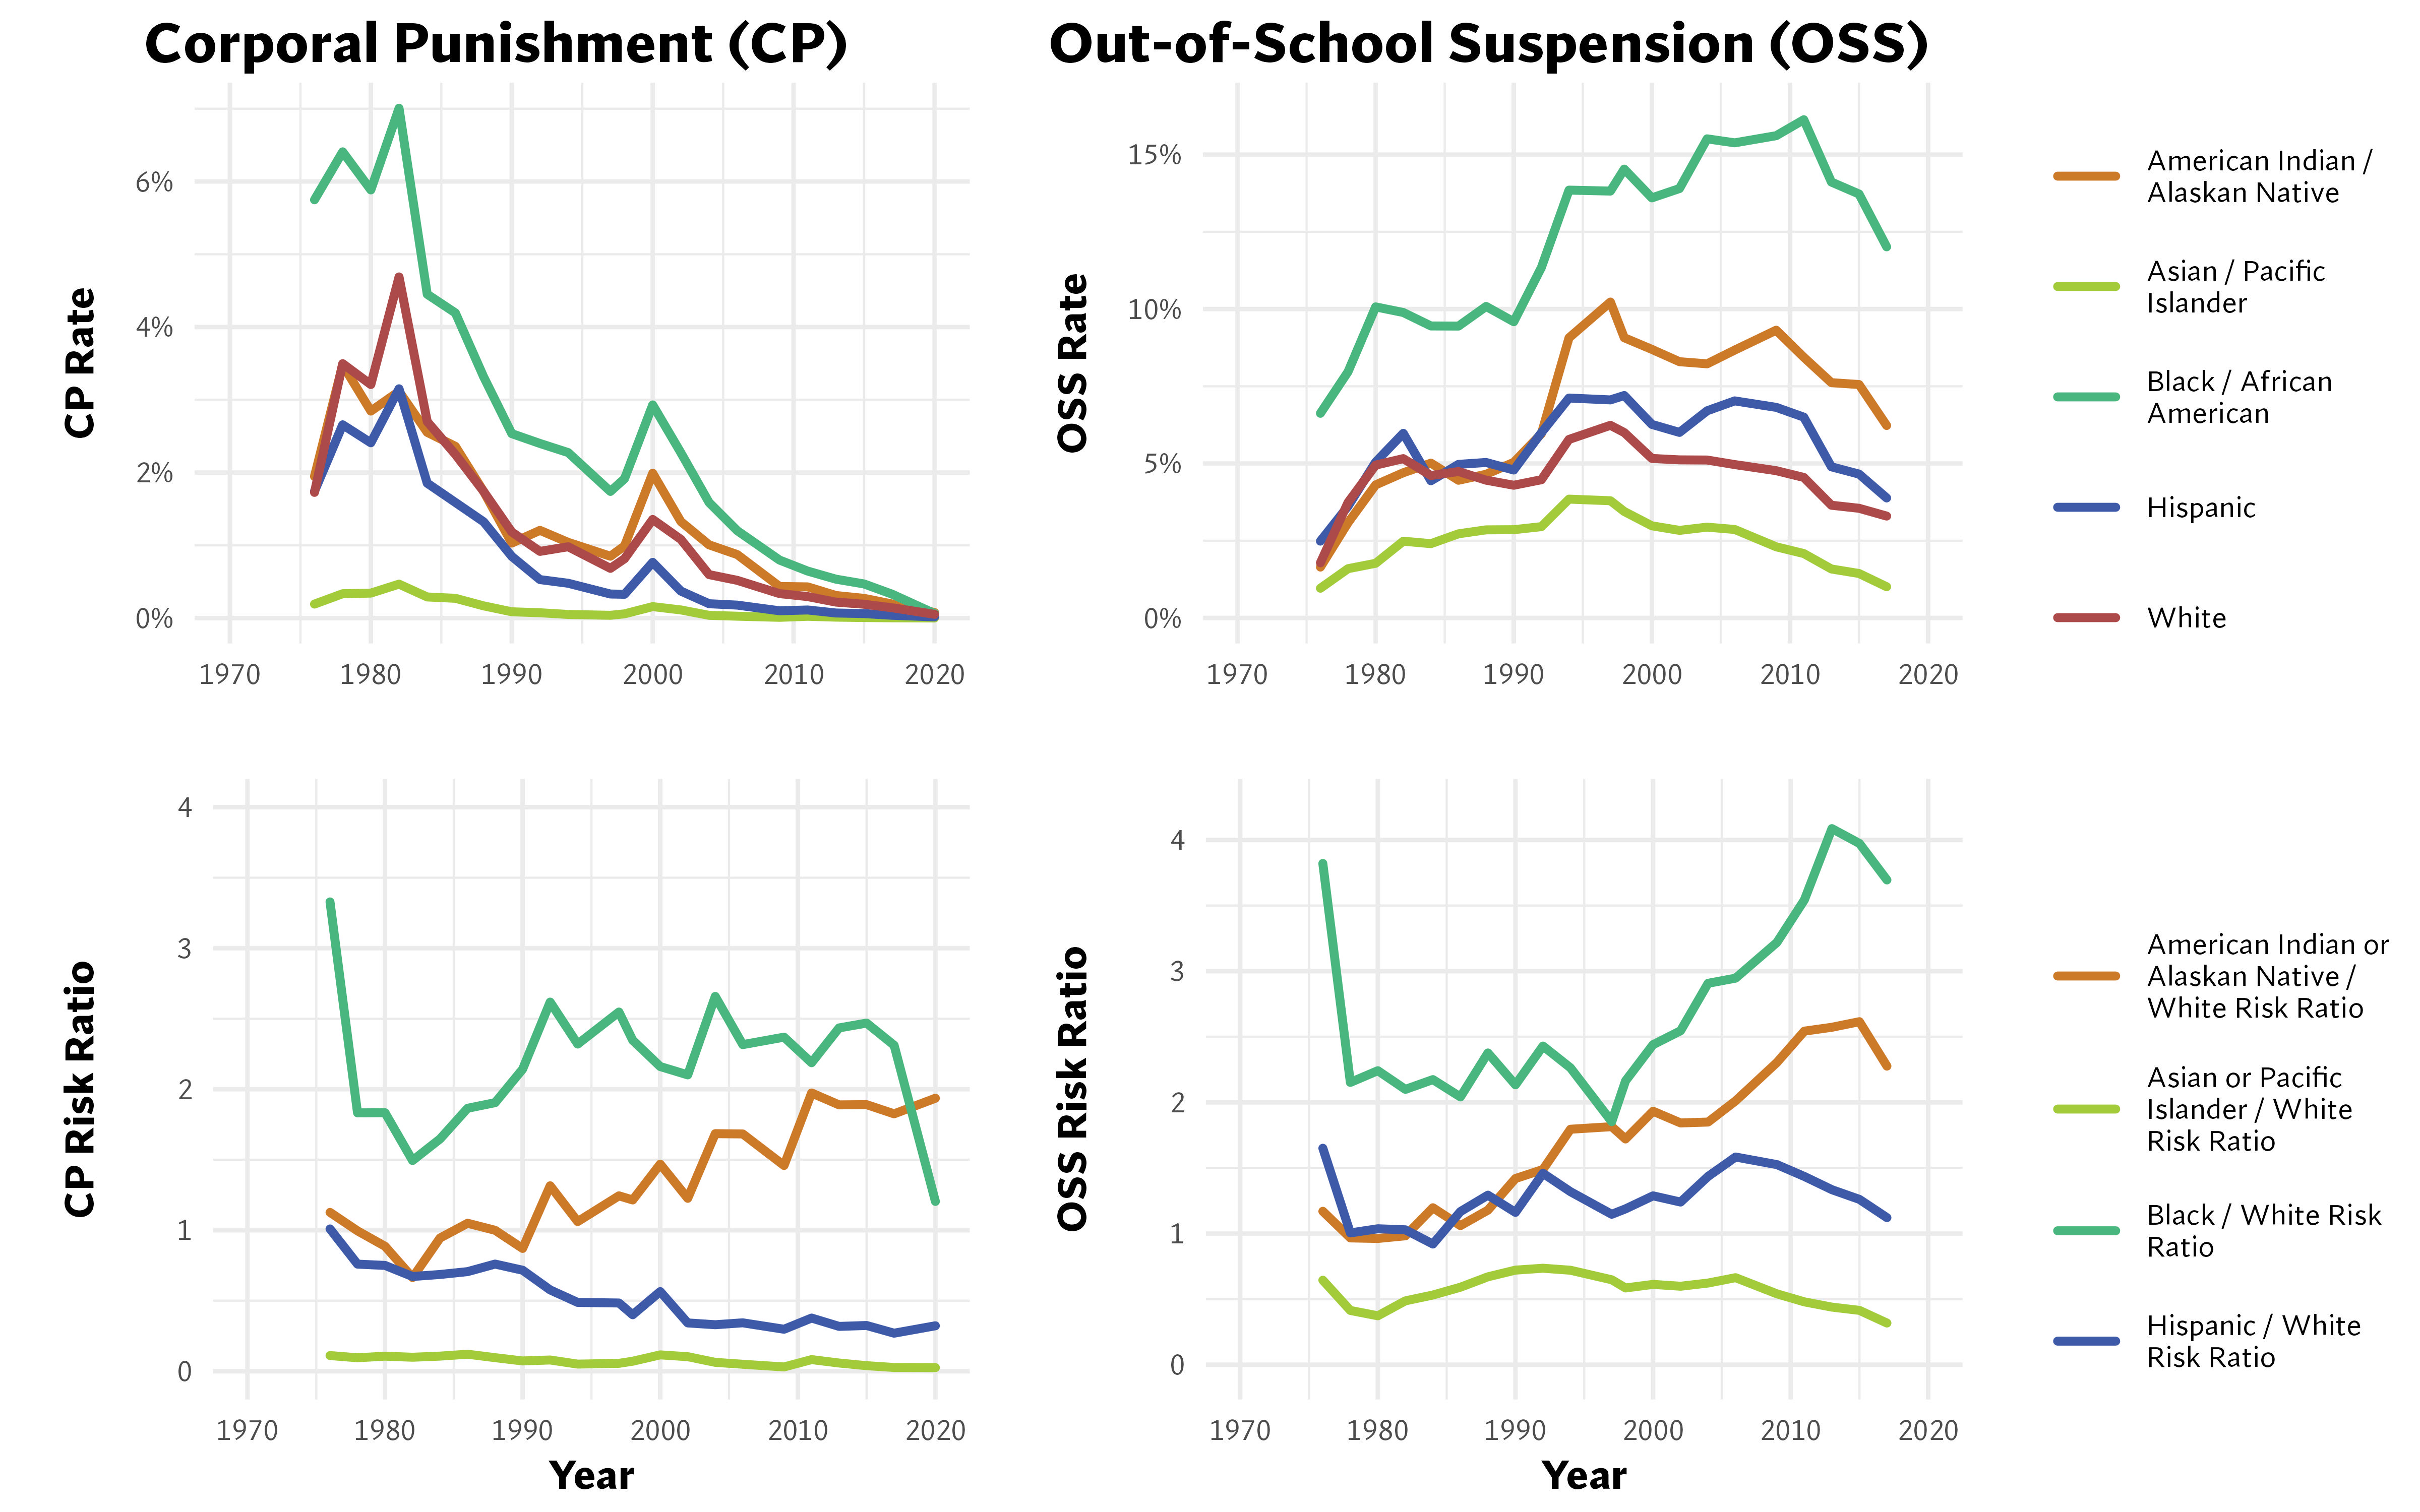 Corporal Punishment (CP)
Out-of-School Suspension (OSS)
CP Rate
6%
4%
2%
0%
1970
1980
1990
2000
2010
2020
OSS Rate
15%
10%
5%
0%
1970
1980
1990
2000
2010
2020
American Indian /
Alaskan Native
Asian / Pacific
Islander
Black / African
American
Hispanic
White
CP Risk Ratio
4
3
2
1
0
1970
1980
1990
2000
2010
2020
Year
OSS Risk Ratio
4
3
2
1
0
1970
1980
1990
2000
2010
2020
Year
American Indian or
Alaskan Native /
White Risk Ratio
Asian or Pacific
Islander / White
Risk Ratio
Black / White Risk
Ratio
Hispanic / White
Risk Ratio